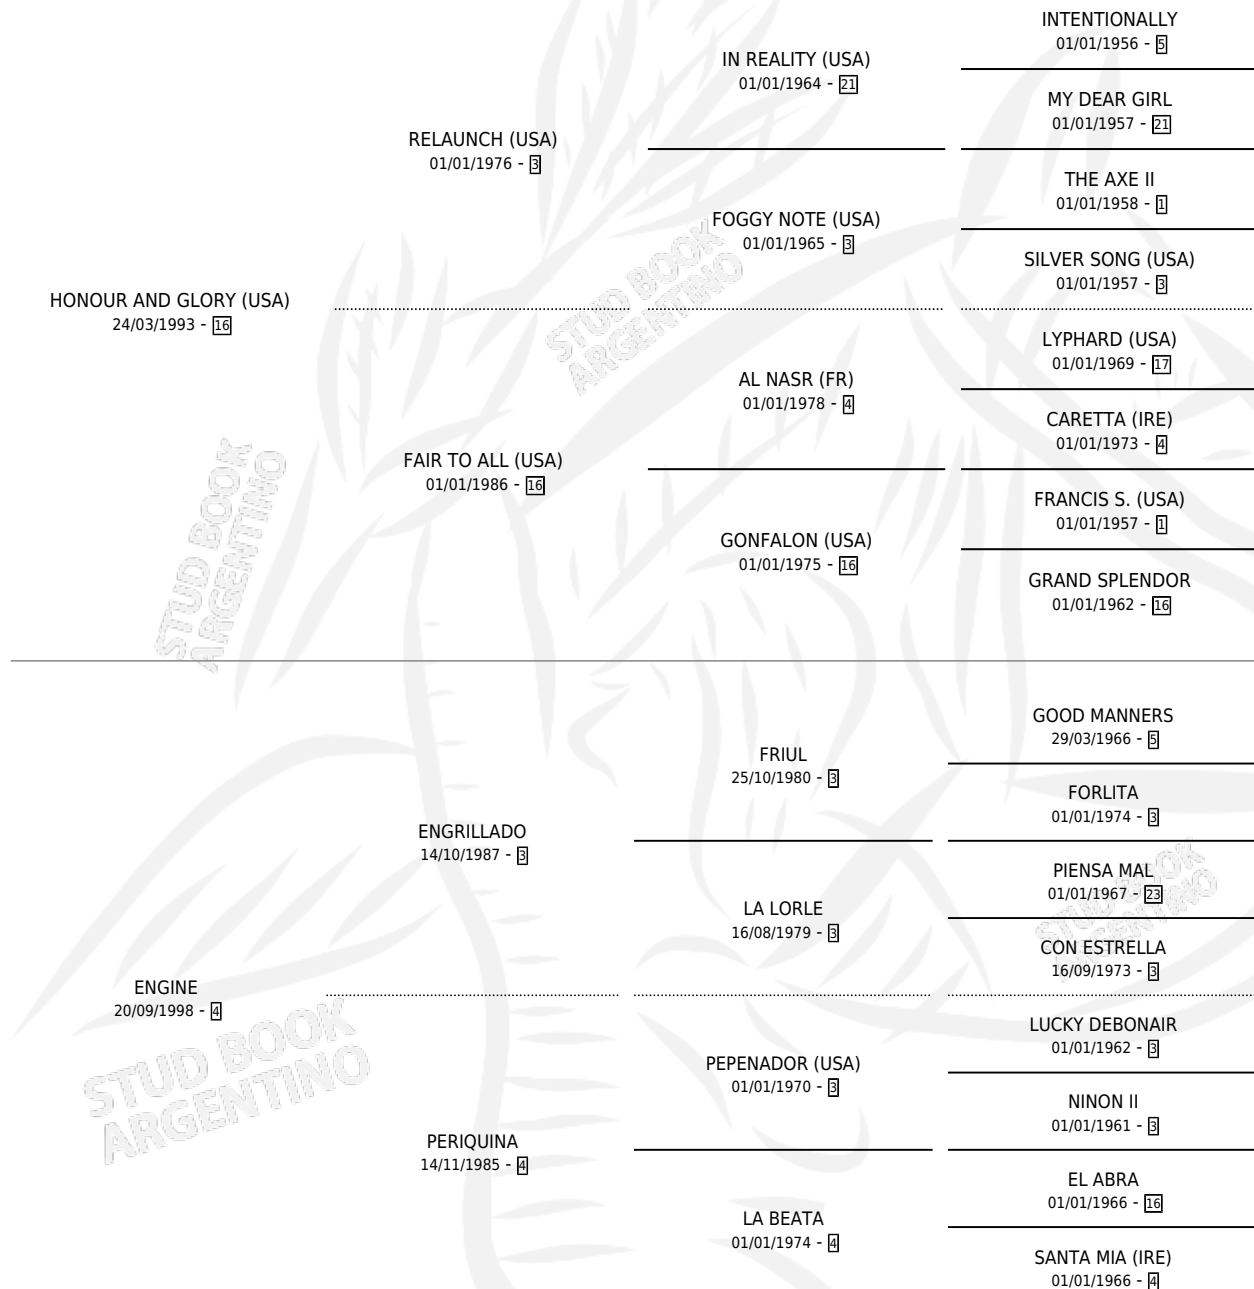 INTENTIONALLY
01/01/1956 - 5
IN REALITY (USA)
01/01/1964 - 21
MY DEAR GIRL
01/01/1957 - 21
RELAUNCH (USA)
01/01/1976 - 3
THE AXE II
01/01/1958 - 1
FOGGY NOTE (USA)
01/01/1965 - 3
SILVER SONG (USA)
01/01/1957 - 3
HONOUR AND GLORY (USA)
24/03/1993 - 16
LYPHARD (USA)
01/01/1969 - 17
AL NASR (FR)
01/01/1978 - 4
CARETTA (IRE)
01/01/1973 - 4
FAIR TO ALL (USA)
01/01/1986 - 16
FRANCIS S. (USA)
01/01/1957 - 1
GONFALON (USA)
01/01/1975 - 16
GRAND SPLENDOR
01/01/1962 - 16
GOOD MANNERS
29/03/1966 - 5
FRIUL
25/10/1980 - 3
FORLITA
01/01/1974 - 3
ENGRILLADO
14/10/1987 - 3
PIENSA MAL
01/01/1967 - 23
LA LORLE
16/08/1979 - 3
CON ESTRELLA
16/09/1973 - 3
ENGINE
20/09/1998 - 4
LUCKY DEBONAIR
01/01/1962 - 3
PEPENADOR (USA)
01/01/1970 - 3
NINON II
01/01/1961 - 3
PERIQUINA
14/11/1985 - 4
EL ABRA
01/01/1966 - 16
LA BEATA
01/01/1974 - 4
SANTA MIA (IRE)
01/01/1966 - 4
STUD BOOK
ARGENTINO
STUD BOOK
ARGENTINO
STUD BOOK
ARGENTINO
STUD BOOK
ARGENTINO